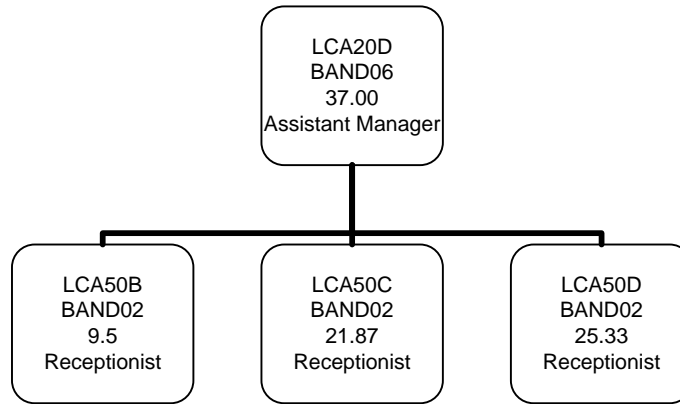 LCA20D
BAND06
37.00
Assistant Manager
LCA50B
BAND02
9.5
Receptionist
LCA50C
BAND02
21.87
Receptionist
LCA50D
BAND02
25.33
Receptionist